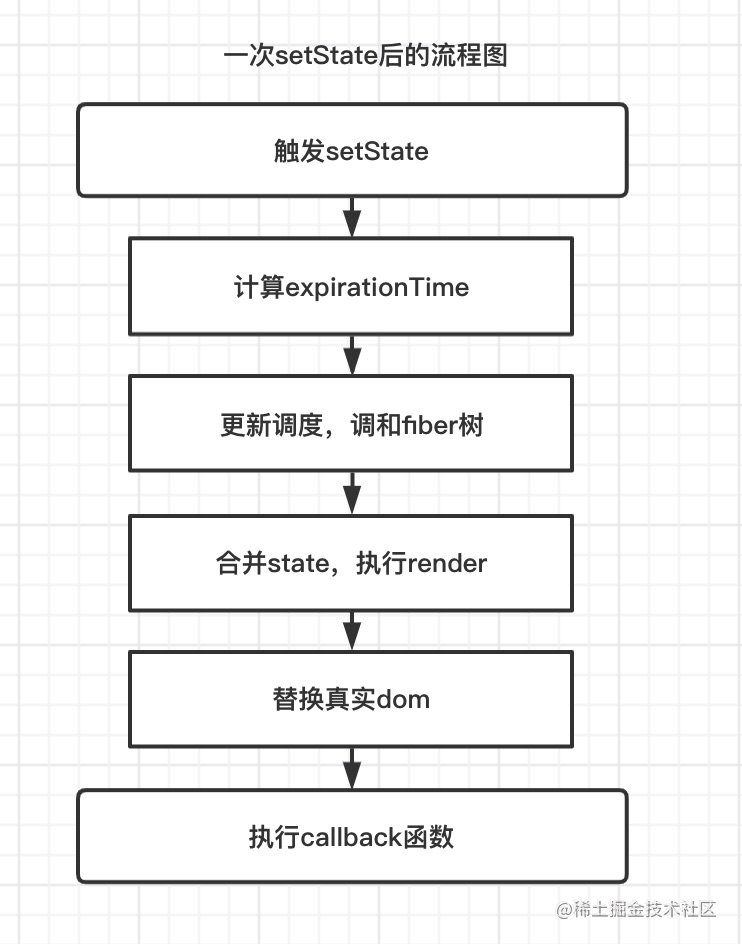 一次setState后的流程图
触发setState
计算expirationTime
更新调度，调和fiber树
合并state，执行render
替换真实dom
执行callback函数
@稀土掘金技术社区